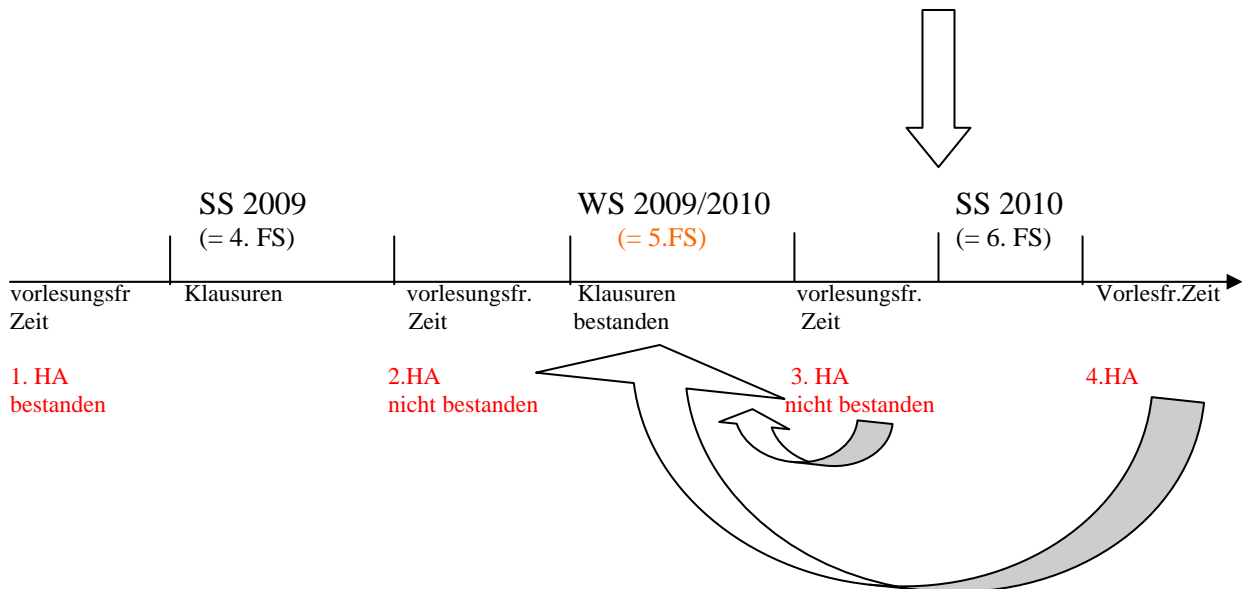 SS 2009
(= 4. FS)
WS 2009/2010
(= 5.FS)
SS 2010
(= 6. FS)
vorlesungsfr
Zeit
Klausuren
vorlesungsfr.
Zeit
Klausuren
bestanden
vorlesungsfr.
Zeit
Vorlesfr.Zeit
1. HA
bestanden
2.HA
nicht bestanden
3. HA
nicht bestanden
4.HA